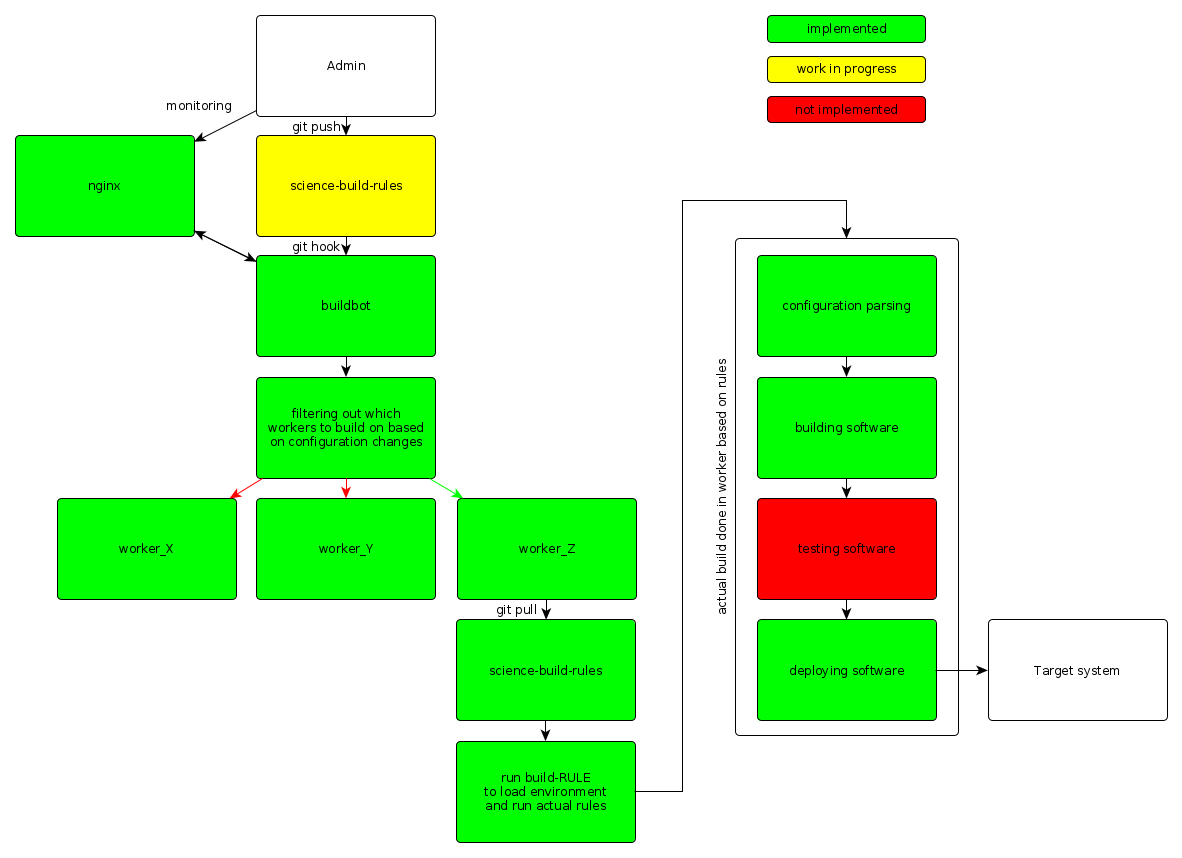 Admin
implemented
work in progress
not implemented
monitoring
git push
nginx
science-build-rules
git hook
buildbot
filtering out which
workers to build on based
on configuration changes
worker_X
worker_Y
worker_Z
git pull
science-build-rules
run build-RULE
to load environment
and run actual rules
actual build done in worker based on rules
configuration parsing
building software
testing software
deploying software
Target system